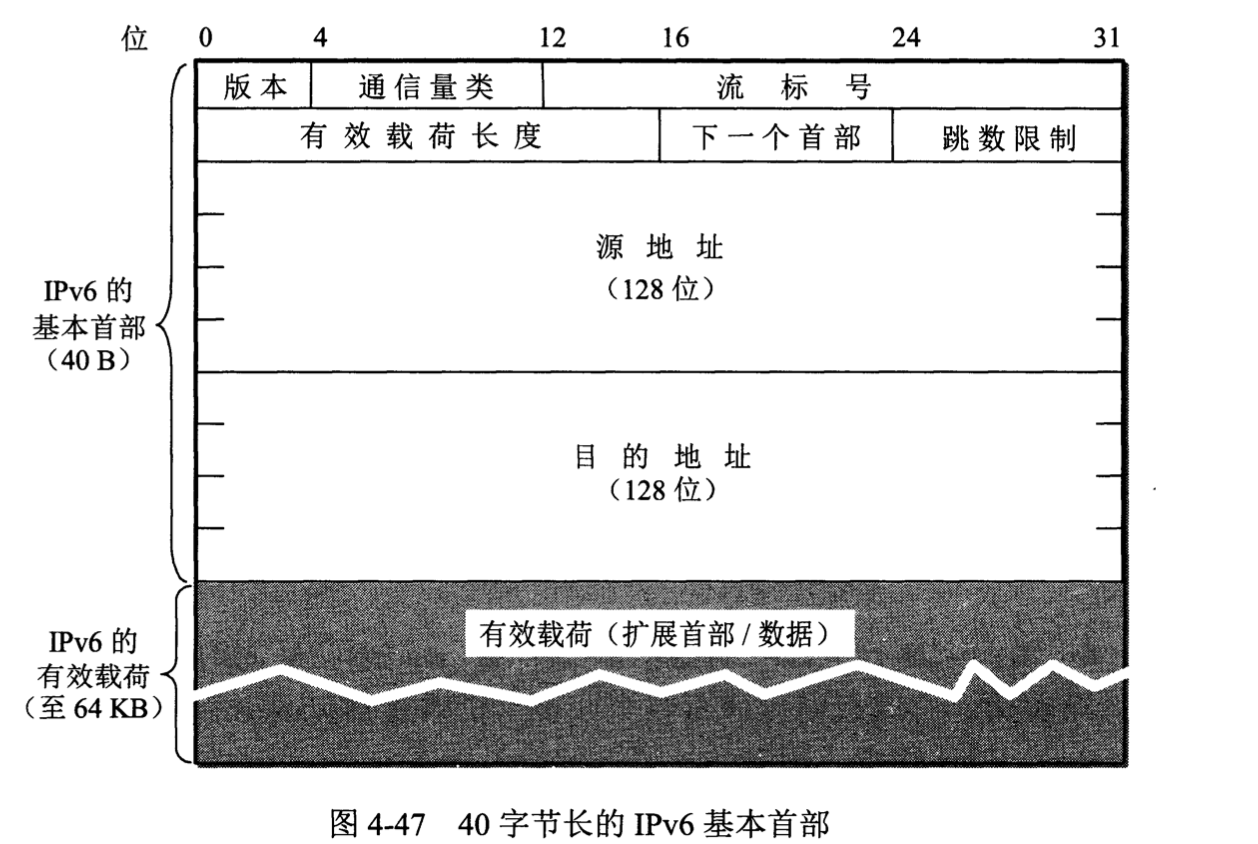 位 0 4 12 16 24 31
版本 通信量类 流标号
有效载荷长度 下一个首部 跳数限制
源地址
（128 位）
IPv6 的
基本首部
（40 B）
目的地址
（128 位）
有效载荷（扩展首部 / 数据）
IPv6 的
有效载荷
（至 64 KB）
图 4-47 40 字节长的 IPv6 基本首部